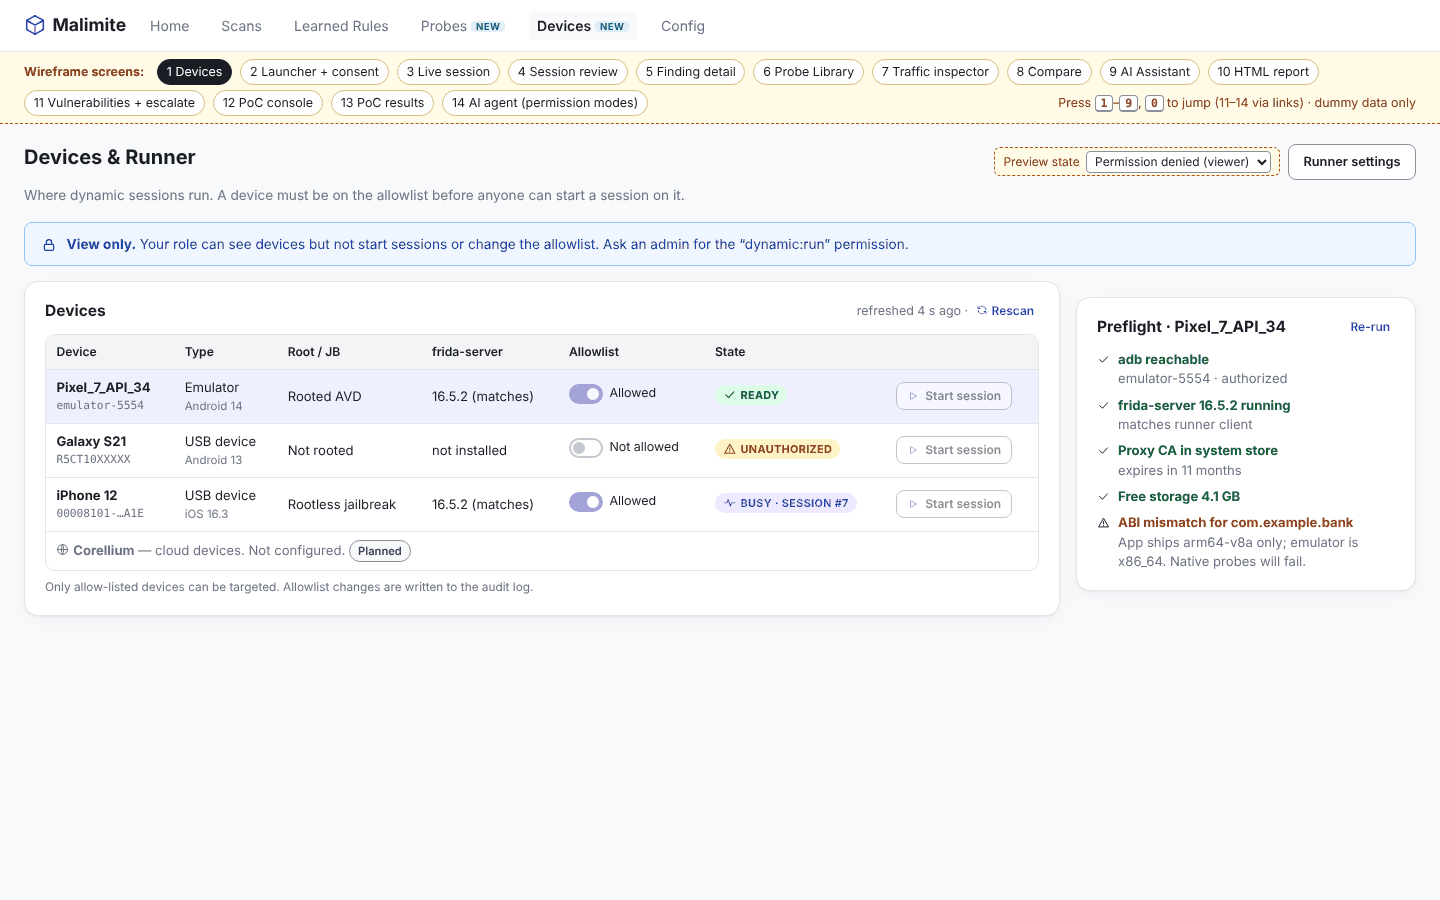 Malimite Home Scans Learned Rules Probes NEW Devices NEW Config
Wireframe screens: 1 Devices 2 Launcher + consent 3 Live session 4 Session review 5 Finding detail 6 Probe Library 7 Traffic inspector 8 Compare 9 AI Assistant 10 HTML report
11 Vulnerabilities + escalate 12 PoC console 13 PoC results 14 AI agent (permission modes) Press 1–9, 0 to jump (11–14 via links) · dummy data only
Devices & Runner Preview state Permission denied (viewer) Runner settings
Where dynamic sessions run. A device must be on the allowlist before anyone can start a session on it.
View only. Your role can see devices but not start sessions or change the allowlist. Ask an admin for the “dynamic:run” permission.
Devices refreshed 4 s ago · Rescan
Device Type Root / JB frida-server Allowlist State
Pixel_7_API_34 Emulator Rooted AVD 16.5.2 (matches) Allowed READY Start session
emulator-5554 Android 14
Galaxy S21 USB device Not rooted not installed Not allowed UNAUTHORIZED Start session
R5CT10XXXXX Android 13
iPhone 12 USB device Rootless jailbreak 16.5.2 (matches) Allowed BUSY · SESSION #7 Start session
00008101-…A1E iOS 16.3
Corellium — cloud devices. Not configured. Planned
Only allow-listed devices can be targeted. Allowlist changes are written to the audit log.
Preflight · Pixel_7_API_34 Re-run
adb reachable
emulator-5554 · authorized
frida-server 16.5.2 running
matches runner client
Proxy CA in system store
expires in 11 months
Free storage 4.1 GB
ABI mismatch for com.example.bank
App ships arm64-v8a only; emulator is
x86_64. Native probes will fail.